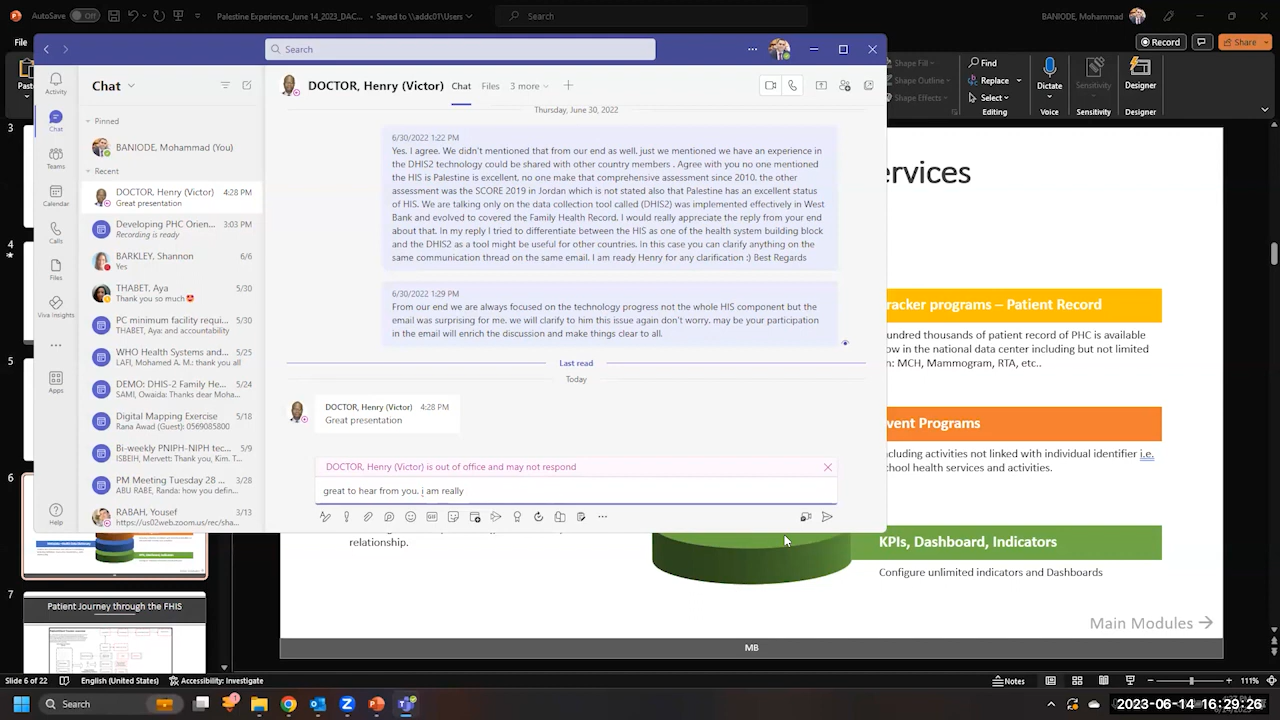 AutoSave Off
Palestine Experience_June 14_2023_DAC... • Saved to \\addc01\Users
Search
BANIODE, Mohammad
File
Record
Share
Search
Chat
DOCTOR, Henry (Victor)
Chat
Files
3 more
Activity
Chat
Teams
Calendar
Calls
Files
Viva Insights
Apps
Help
Pinned
BANIODE, Mohammad (You)
Recent
DOCTOR, Henry (Victor) 4:28 PM
Great presentation
Developing PHC Orien... 3:03 PM
Recording is ready
BARKLEY, Shannon 6/6
Yes
THABET, Aya 5/30
Thank you so much
PC minimum facility requi... 5/30
THABET, Aya: and accountability
WHO Health Systems and... 5/25
LAFI, Mohamed A. M.: thank you all
DEMO: DHIS-2 Family He... 5/24
SAMI, Owaida: Thanks dear Moha...
Digital Mapping Exercise 5/18
Rana Awad (Guest): 0569085800
Bi-weekly PNIPH-NIPH tec... 5/9
ISBEIH, Mervett: Thank you, Kim. T...
PM Meeting Tuesday 28 ... 3/28
ABU RABE, Randa: how you defin...
RABAH, Yousef 3/1
https://us02web.zoom.us/rec/sha...
Thursday, June 30, 2022
6/30/2022 1:22 PM
Yes. I agree. We didn't mentioned that from our end as well. just we mentioned we have an experience in
the DHIS2 technology could be shared with other country members . Agree with you no one mentioned
the HIS is Palestine is excellent, no one make that comprehensive assessment since 2010. the other
assessment was the SCORE 2019 in Jordan which is not stated also that Palestine has an excellent status
of HIS. We are talking only on the data collection tool called (DHIS2) was implemented effectively in West
Bank and evolved to covered the Family Health Record. I would really appreciate the reply from your end
about that. In my reply I tried to differentiate between the HIS as one of the health system building block
and the DHIS2 as a tool might be useful for other countries. In this case you can clarify anything on the
same communication thread on the same email. I am ready Henry for any clarification :) Best Regards
6/30/2022 1:29 PM
From our end we are always focused on the technology progress not the whole HIS component but the
email was surprising for me. we will clarify to him this issue again don't worry. may be your participation
in the email will enrich the discussion and make things clear to all.
Last read
Today
DOCTOR, Henry (Victor) 4:28 PM
Great presentation
DOCTOR, Henry (Victor) is out of office and may not respond
great to hear from you. i am really
Shape Fill
Shape Outline
Shape Effects
Find
Replace
Select
Editing
Dictate
Voice
Sensitivity
Sensitivity
Designer
Designer
ervices
racker programs – Patient Record
undred thousands of patient record of PHC is available
ow in the national data center including but not limited
n: MCH, Mammogram, RTA, etc..
vent Programs
cluding activities not linked with individual identifier i.e.
chool health services and activities.
KPIs, Dashboard, Indicators
Configure unlimited indicators and Dashboards
relationship.
Main Modules
MB
4
5
7
Patient Journey through the FHIS
Slide 6 of 22
Accessibility: Investigate
Notes
111%
Search
2023-06-14 16:29:26